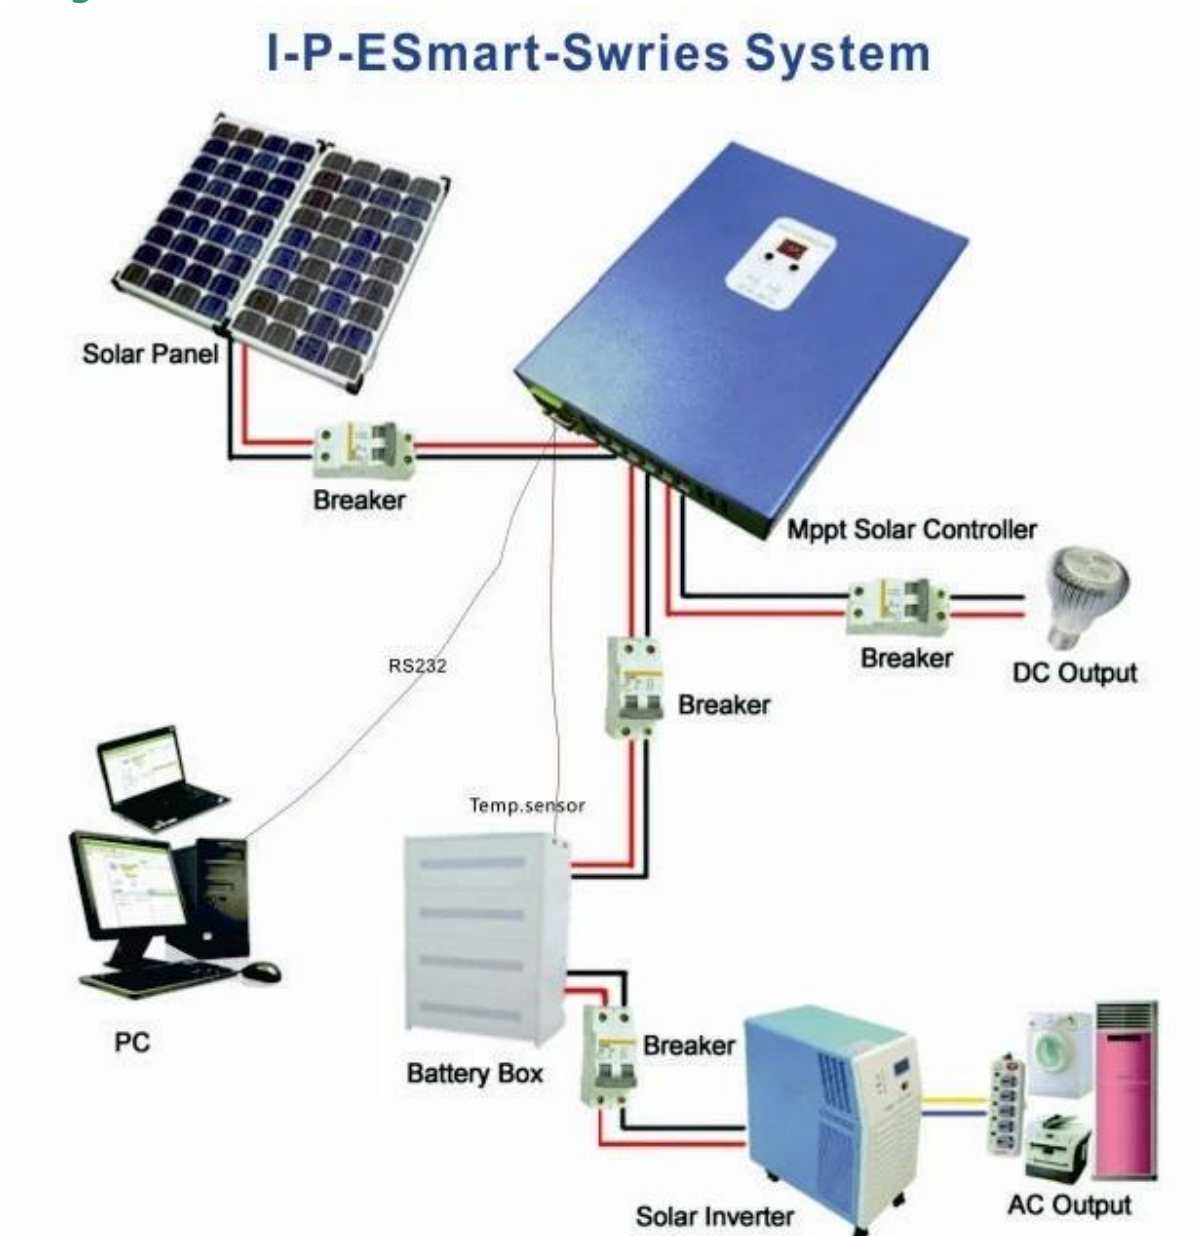 I-P-ESmart-Swries System
Solar Panel
Breaker
Mppt Solar Controller
Breaker
DC Output
RS232
Breaker
Temp.sensor
PC
Battery Box
Breaker
Solar Inverter
AC Output